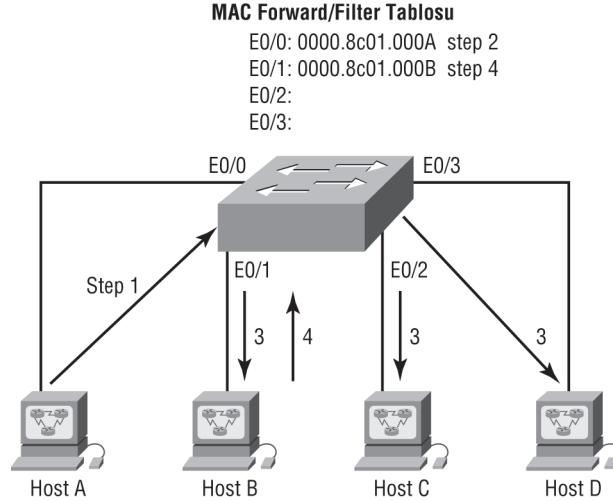 MAC Forward/Filter Tablosu
E0/0: 0000.8c01.000A step 2
E0/1: 0000.8c01.000B step 4
E0/2:
E0/3:
E0/0
E0/3
Step 1
E0/1
E0/2
3
4
3
3
Host A
Host B
Host C
Host D